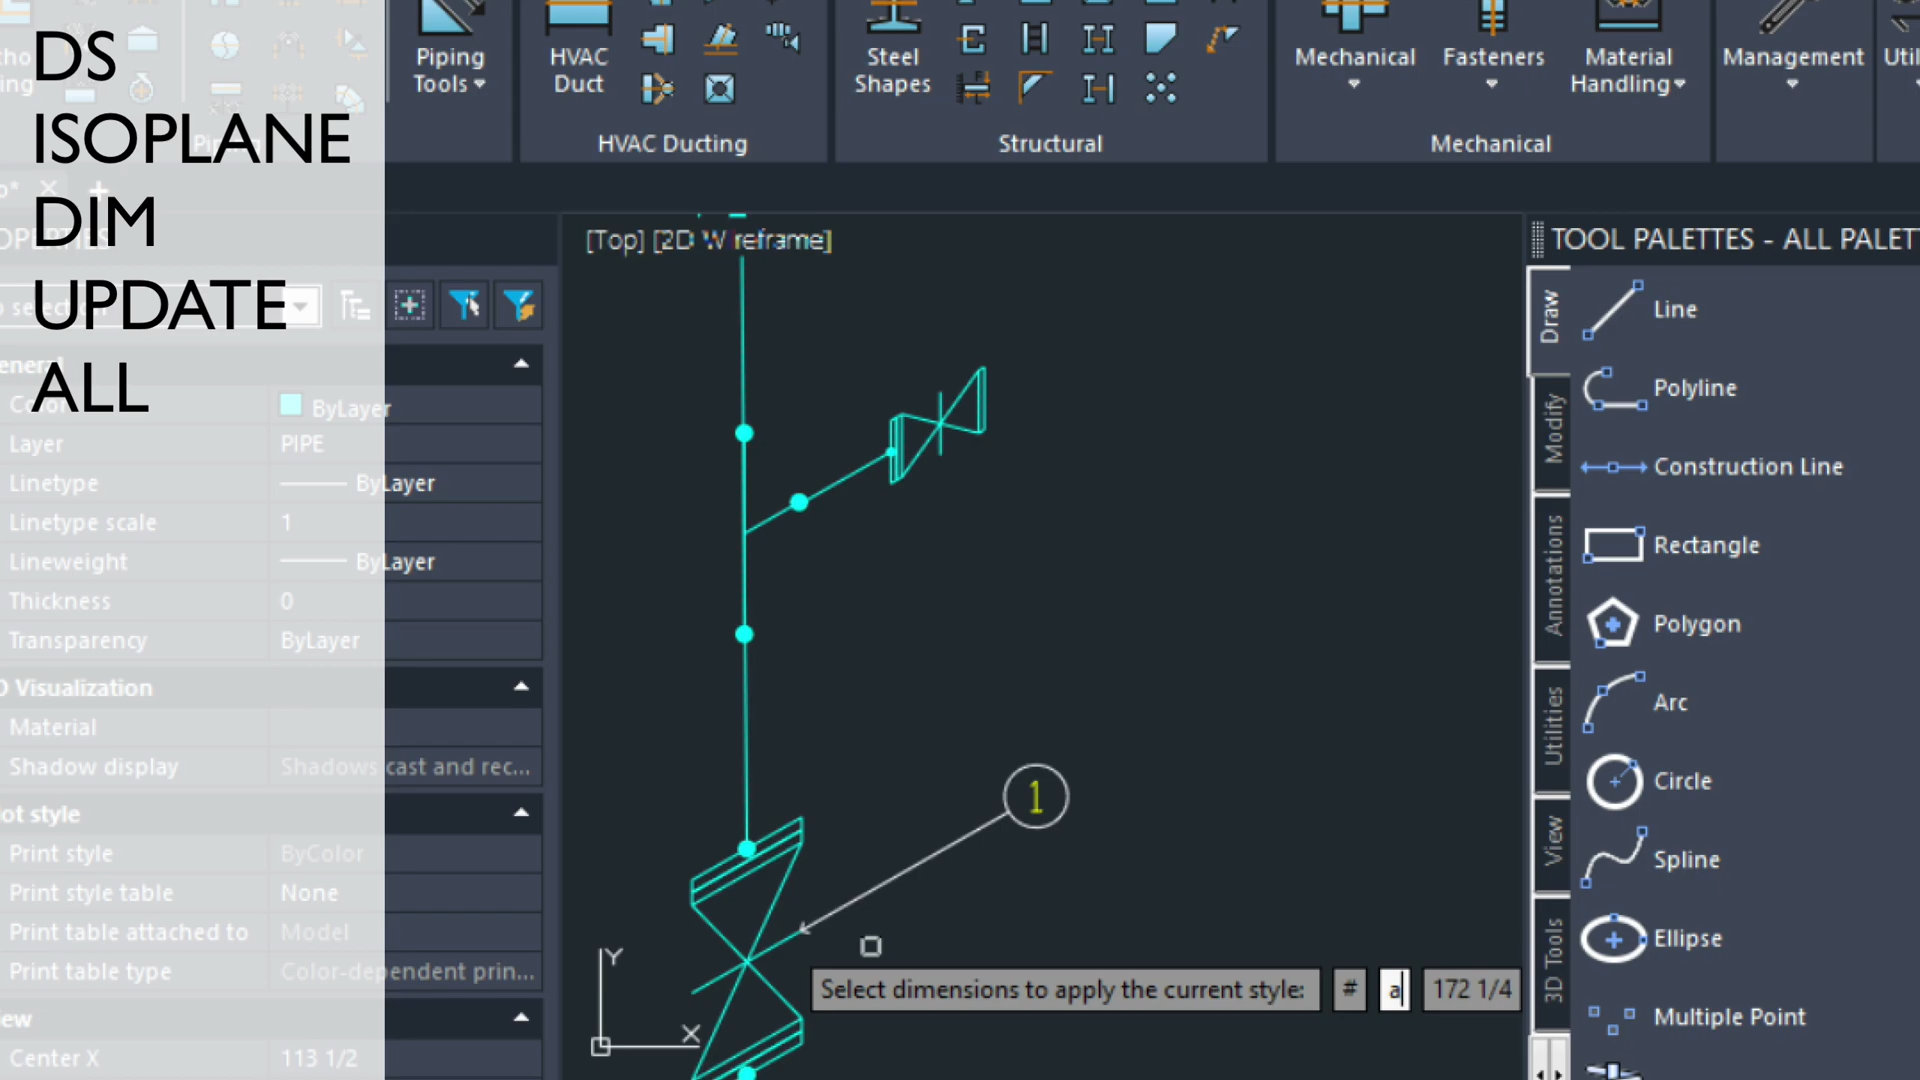 DS
ISOPLANE
DIM
UPDATE
ALL
Piping
Tools
HVAC
Duct
HVAC Ducting
Steel
Shapes
Structural
Mechanical
Fasteners
Material
Handling
Mechanical
Management
[Top] [2D Wireframe]
TOOL PALETTES - ALL
ByLayer
Layer PIPE
Linetype ByLayer
Linetype scale 1
Lineweight ByLayer
Thickness 0
Transparency ByLayer
Visualization
Material
Shadow display Shadows cast and rec...
style
Print style ByColor
Print style table None
Print table attached to Model
Print table type Color-dependent prin...
Center X 113 1/2
1
Y
X
Select dimensions to apply the current style: # a 172 1/4
Draw
Modify
Annotations
Utilities
View
3D Tools
Line
Polyline
Construction Line
Rectangle
Polygon
Arc
Circle
Spline
Ellipse
Multiple Point